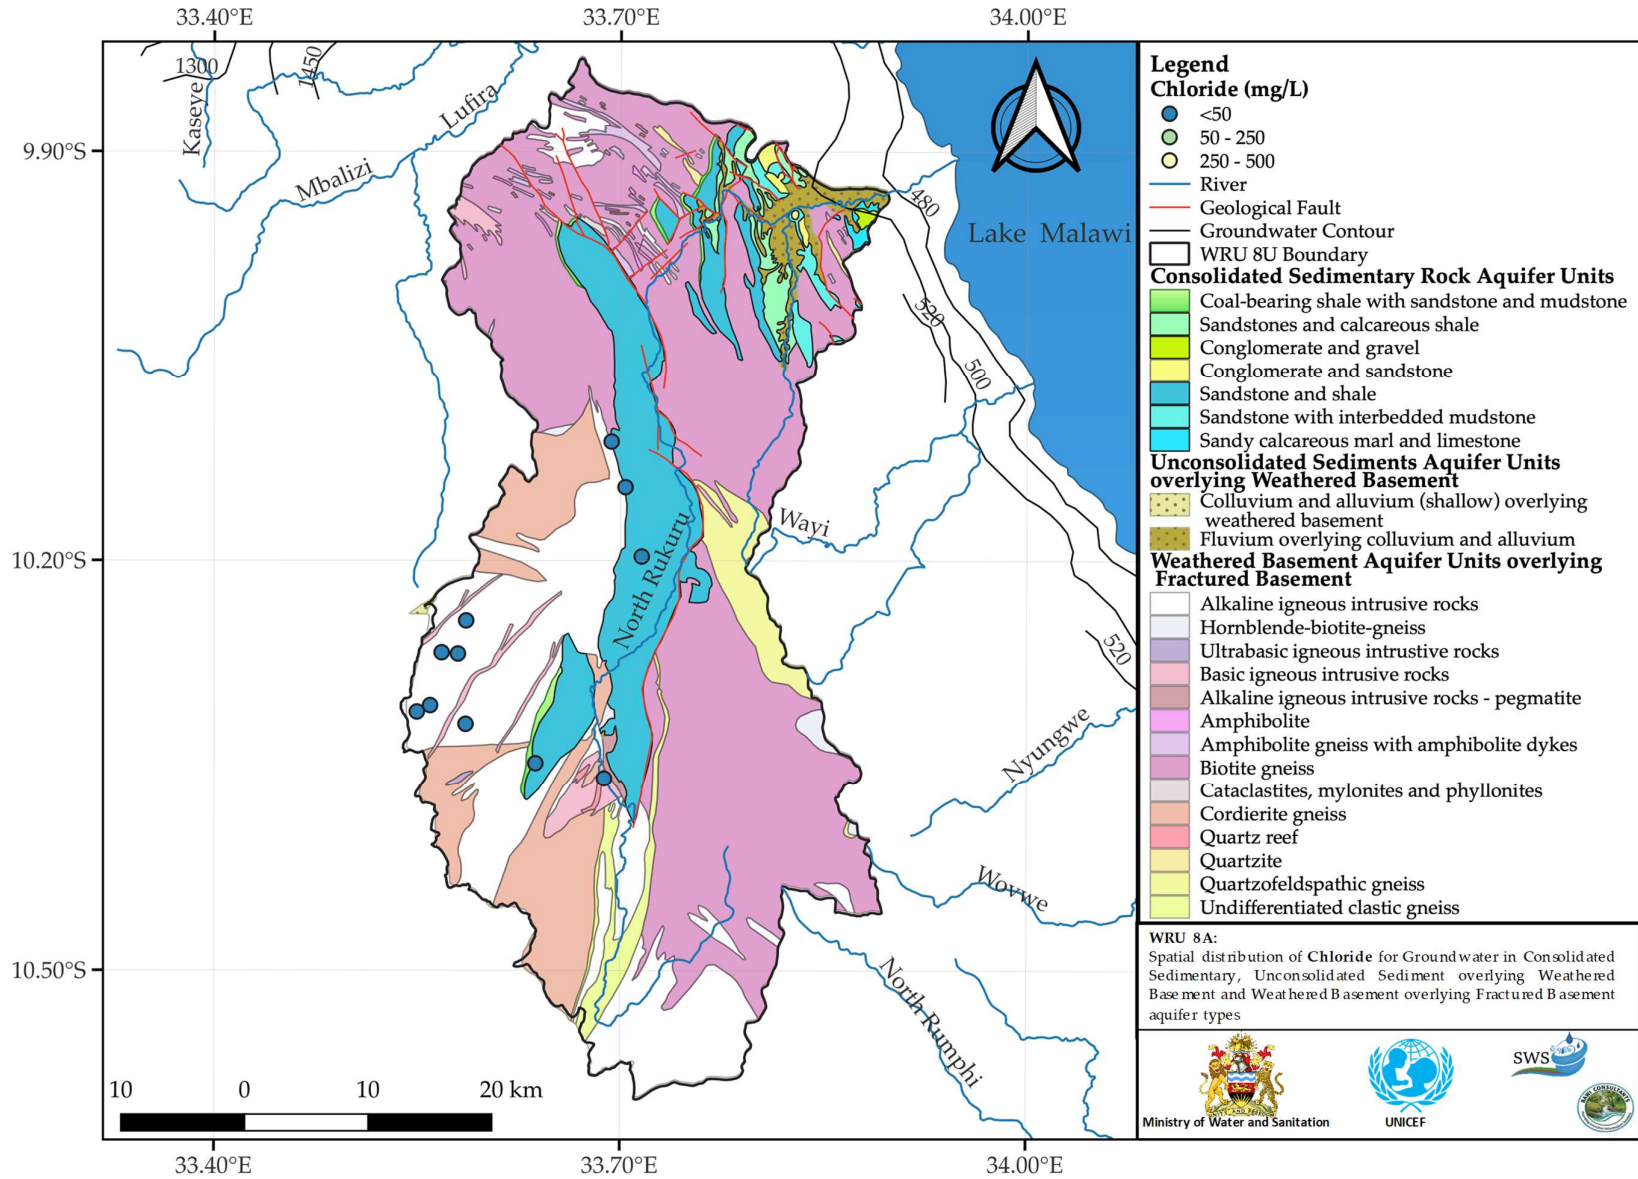 33.40°E
33.70°E
34.00°E
1300
1450
Kaseye
Lufira
Mbalizi
9.90°S
480
Lake Malawi
520
500
Wayi
10.20°S
North Rukuru
520
Nyungwe
Wovwe
10.50°S
North Rumphi
10 0 10 20 km
33.40°E
33.70°E
34.00°E
Legend
Chloride (mg/L)
<50
50 - 250
250 - 500
River
Geological Fault
Groundwater Contour
WRU 8U Boundary
Consolidated Sedimentary Rock Aquifer Units
Coal-bearing shale with sandstone and mudstone
Sandstones and calcareous shale
Conglomerate and gravel
Conglomerate and sandstone
Sandstone and shale
Sandstone with interbedded mudstone
Sandy calcareous marl and limestone
Unconsolidated Sediments Aquifer Units
overlying Weathered Basement
Colluvium and alluvium (shallow) overlying
weathered basement
Fluvium overlying colluvium and alluvium
Weathered Basement Aquifer Units overlying
Fractured Basement
Alkaline igneous intrusive rocks
Hornblende-biotite-gneiss
Ultrabasic igneous intrustive rocks
Basic igneous intrusive rocks
Alkaline igneous intrusive rocks - pegmatite
Amphibolite
Amphibolite gneiss with amphibolite dykes
Biotite gneiss
Cataclastites, mylonites and phyllonites
Cordierite gneiss
Quartz reef
Quartzite
Quartzofeldspathic gneiss
Undifferentiated clastic gneiss
WRU 8A:
Spatial distribution of Chloride for Groundwater in Consolidated
Sedimentary, Unconsolidated Sediment overlying Weathered
Basement and Weathered Basement overlying Fractured Basement
aquifer types
SWS
Ministry of Water and Sanitation
UNICEF